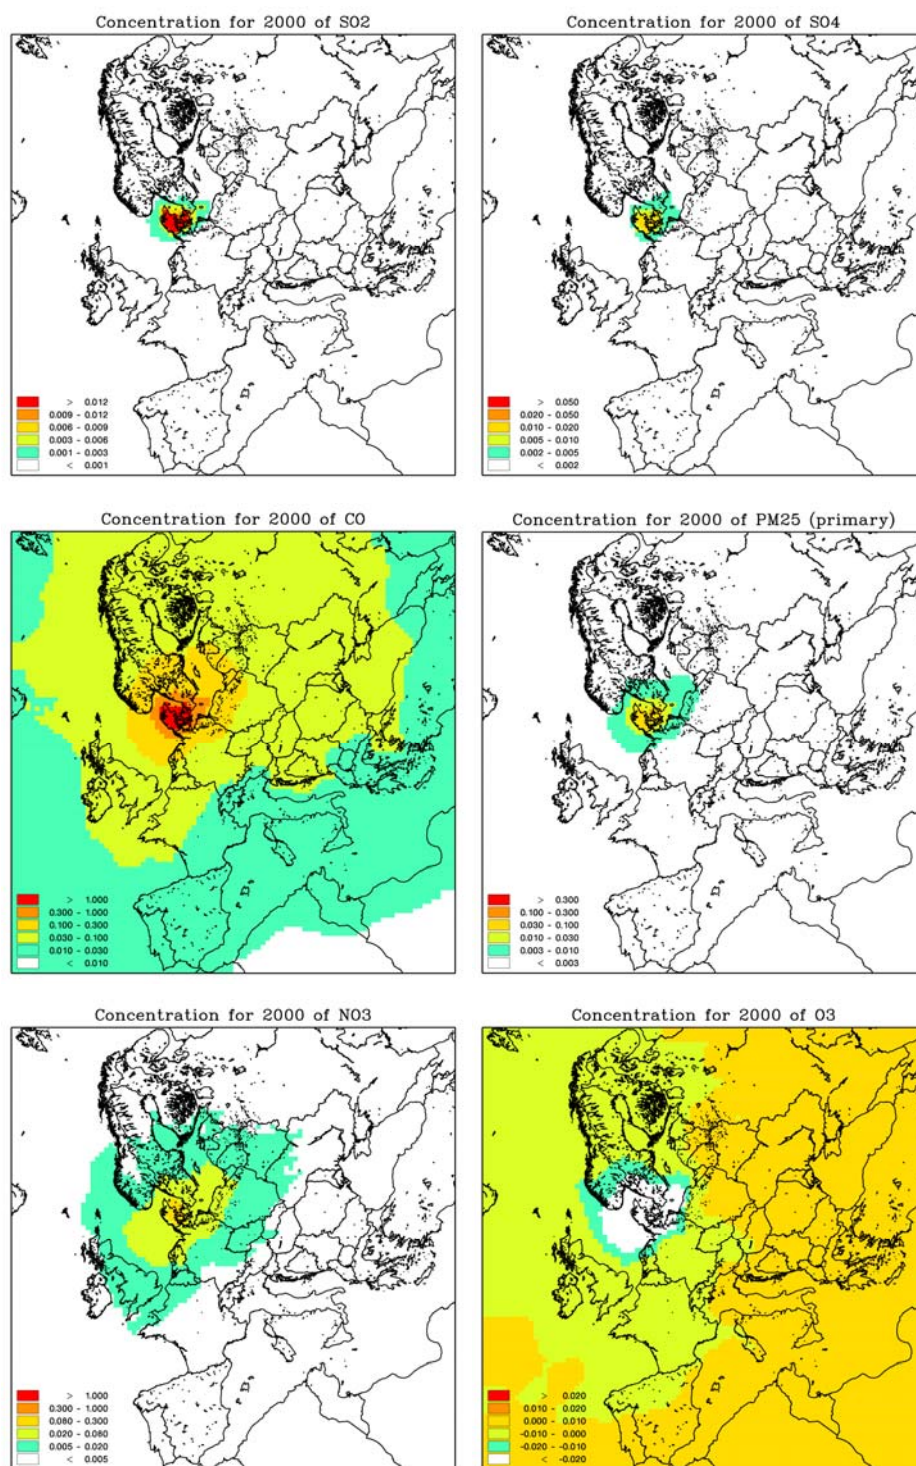 Concentration for 2000 of SO2
> 0.012
0.009 - 0.012
0.006 - 0.009
0.003 - 0.006
0.001 - 0.003
< 0.001
Concentration for 2000 of SO4
> 0.050
0.020 - 0.050
0.010 - 0.020
0.005 - 0.010
0.002 - 0.005
< 0.002
Concentration for 2000 of CO
> 1.000
0.300 - 1.000
0.100 - 0.300
0.030 - 0.100
0.010 - 0.030
< 0.010
Concentration for 2000 of PM25 (primary)
> 0.300
0.100 - 0.300
0.030 - 0.100
0.010 - 0.030
0.003 - 0.010
< 0.003
Concentration for 2000 of NO3
> 1.000
0.300 - 1.000
0.080 - 0.300
0.020 - 0.080
0.005 - 0.020
< 0.005
Concentration for 2000 of O3
> 0.020
0.010 - 0.020
0.000 - 0.010
-0.010 - 0.000
-0.020 - -0.010
< -0.020